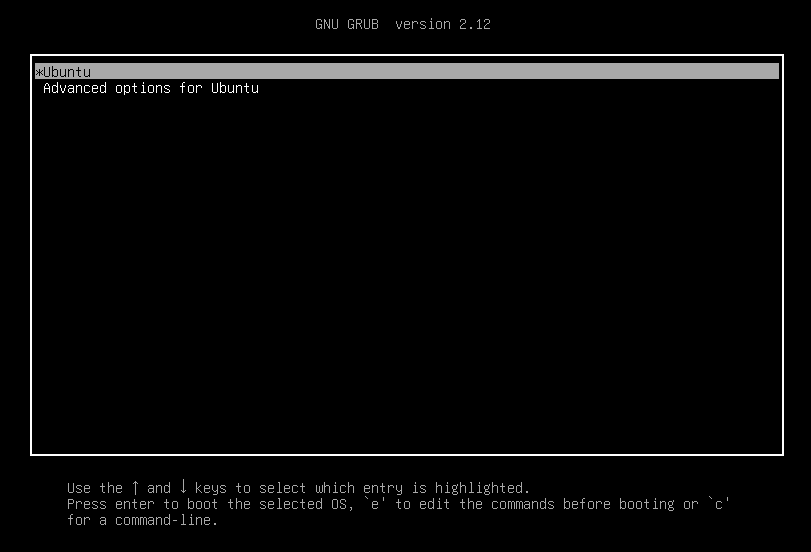 GNU GRUB  version 2.12
*Ubuntu
Advanced options for Ubuntu
Use the ↑ and ↓ keys to select which entry is highlighted.
Press enter to boot the selected OS, `e' to edit the commands before booting or `c'
for a command-line.